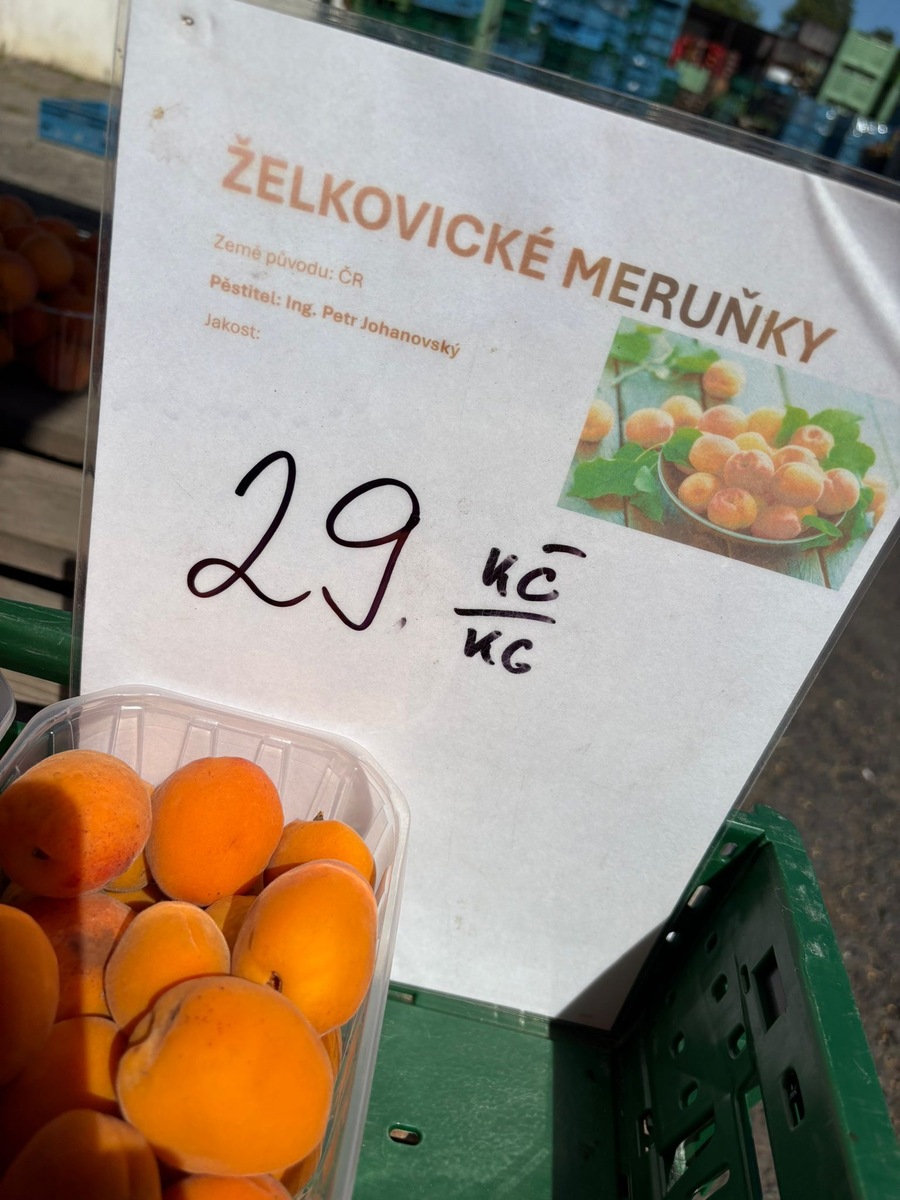 ŽELKOVICKÉ MERUŇKY
Země původu: ČR
Pěstitel: Ing. Petr Johanovský
Jakost:
29. KČ
KG